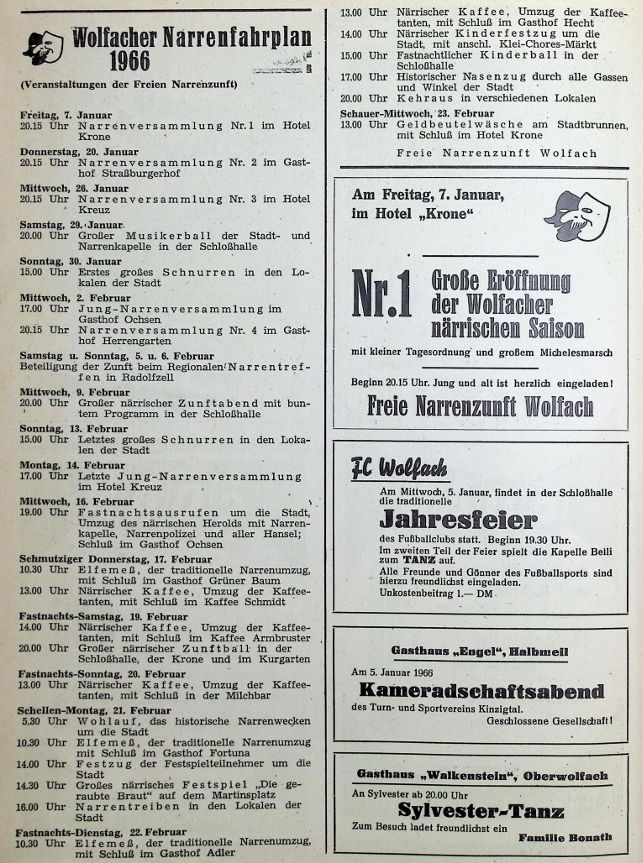 Wolfacher Narrenfahrplan
1966
(Veranstaltungen der Freien Narrenzunft)
Freitag, 7. Januar
20.15 Uhr Narrenversammlung Nr. 1 im Hotel
Krone
Donnerstag, 20. Januar
20.15 Uhr Narrenversammlung Nr. 2 im Gast-
hof Straßburgerhof
Mittwoch, 26. Januar
20.15 Uhr Narrenversammlung Nr. 3 im Hotel
Kreuz
Samstag, 29. Januar
20.00 Uhr Großer Musikerball der Stadt- und
Narrenkapelle in der Schloßhalle
Sonntag, 30. Januar
15.00 Uhr Erstes großes Schnurren in den Lo-
kalen der Stadt
Mittwoch, 2. Februar
17.00 Uhr Jung-Narrenversammlung im
Gasthof Ochsen
20.15 Uhr Narrenversammlung Nr. 4 im Gast-
hof Herrengarten
Samstag u. Sonntag, 5. u. 6. Februar
Beteiligung der Zunft beim Regionalen Narrentref-
fen in Radolfzell
Mittwoch, 9. Februar
20.00 Uhr Großer närrischer Zunftabend mit bun-
tem Programm in der Schloßhalle
Sonntag, 13. Februar
15.00 Uhr Letztes großes Schnurren in den Loka-
len der Stadt
Montag, 14. Februar
17.00 Uhr Letzte Jung-Narrenversammlung
im Hotel Kreuz
Mittwoch, 16. Februar
19.00 Uhr Fastnachtsausrufen um die Stadt,
Umzug des närrischen Herolds mit Narren-
kapelle, Narrenpolizei und aller Hansel;
Schluß im Gasthof Ochsen
Schmutziger Donnerstag, 17. Februar
10.30 Uhr Elfemeß, der traditionelle Narrenumzug,
mit Schluß im Gasthof Grüner Baum
13.00 Uhr Närrischer Kaffee, Umzug der Kaffee-
tanten, mit Schluß im Kaffee Schmidt
Fastnachts-Samstag, 19. Februar
14.00 Uhr Närrischer Kaffee, Umzug der Kaffee-
tanten, mit Schluß im Kaffee Armbruster
20.00 Uhr Großer närrischer Zunftball in der
Schloßhalle, der Krone und im Kurgarten
Fastnachts-Sonntag, 20. Februar
13.00 Uhr Närrischer Kaffee, Umzug der Kaffee-
tanten, mit Schluß in der Milchbar
Schellen-Montag, 21. Februar
5.30 Uhr Wohlauf, das historische Narrenwecken
um die Stadt
10.30 Uhr Elfemeß, der traditionelle Narrenumzug
mit Schluß im Gasthof Fortuna
14.00 Uhr Festzug der Festspielteilnehmer um die
Stadt
14.30 Uhr Großes närrisches Festspiel „Die ge-
raubte Braut" auf dem Martinsplatz
16.00 Uhr Narrentreiben in den Lokalen der
Stadt
Fastnachts-Dienstag, 22. Februar
10.30 Uhr Elfemeß, der traditionelle Narrenumzug,
mit Schluß im Gasthof Adler
13.00 Uhr Närrischer Kaffee, Umzug der Kaffee-
tanten, mit Schluß im Gasthof Hecht
14.00 Uhr Närrischer Kinderfestzug um die
Stadt, mit anschl. Klei-Chores-Märkt
15.00 Uhr Fastnachtlicher Kinderball in der
Schloßhalle
17.00 Uhr Historischer Nasenzug durch alle Gassen
und Winkel der Stadt
20.00 Uhr Kehraus in verschiedenen Lokalen
Schauer-Mittwoch, 23. Februar
13.00 Uhr Geldbeutelwäsche am Stadtbrunnen,
mit Schluß im Hotel Krone
Freie Narrenzunft Wolfach
Am Freitag, 7. Januar,
im Hotel „Krone"
Nr. 1 Große Eröffnung
der Wolfacher
närrischen Saison
mit kleiner Tagesordnung und großem Michelesmarsch
Beginn 20.15 Uhr. Jung und alt ist herzlich eingeladen!
Freie Narrenzunft Wolfach
FC Wolfach
Am Mittwoch, 5. Januar, findet in der Schloßhalle
die traditionelle
Jahresfeier
des Fußballclubs statt. Beginn 19.30 Uhr.
Im zweiten Teil der Feier spielt die Kapelle Belli
zum TANZ auf.
Alle Freunde und Gönner des Fußballsports sind
hierzu freundlichst eingeladen.
Unkostenbeitrag 1.— DM
Gasthaus „Engel", Halbmeil
Am 5. Januar 1966
Kameradschaftsabend
des Turn- und Sportvereins Kinzigtal.
Geschlossene Gesellschaft!
Gasthaus „Walkenstein", Oberwolfach
An Sylvester ab 20.00 Uhr
Sylvester-Tanz
Zum Besuch ladet freundlichst ein
Familie Bonath